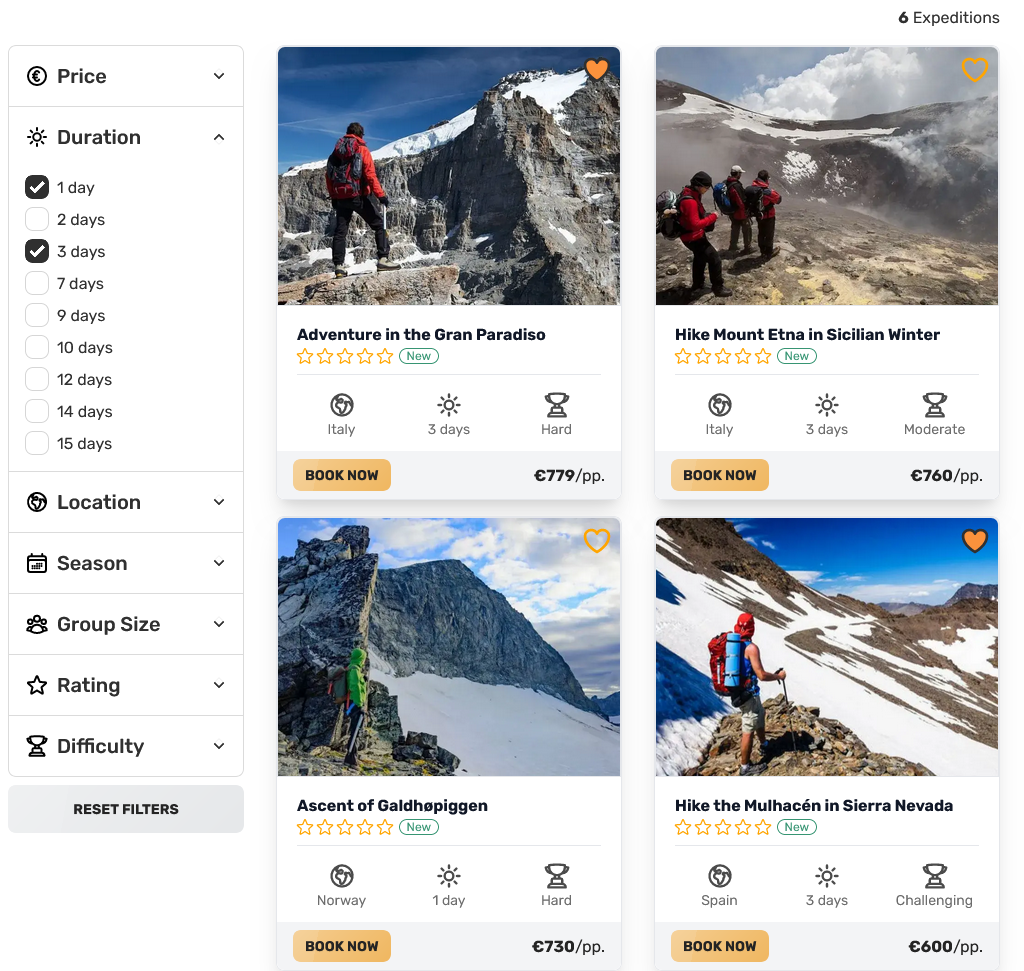 6 Expeditions
Price
Duration
1 day
2 days
3 days
7 days
9 days
10 days
12 days
14 days
15 days
Location
Season
Group Size
Rating
Difficulty
RESET FILTERS
Adventure in the Gran Paradiso
New
Italy 3 days Hard
BOOK NOW €779/pp.
Hike Mount Etna in Sicilian Winter
New
Italy 3 days Moderate
BOOK NOW €760/pp.
Ascent of Galdhøpiggen
New
Norway 1 day Hard
BOOK NOW €730/pp.
Hike the Mulhacén in Sierra Nevada
New
Spain 3 days Challenging
BOOK NOW €600/pp.